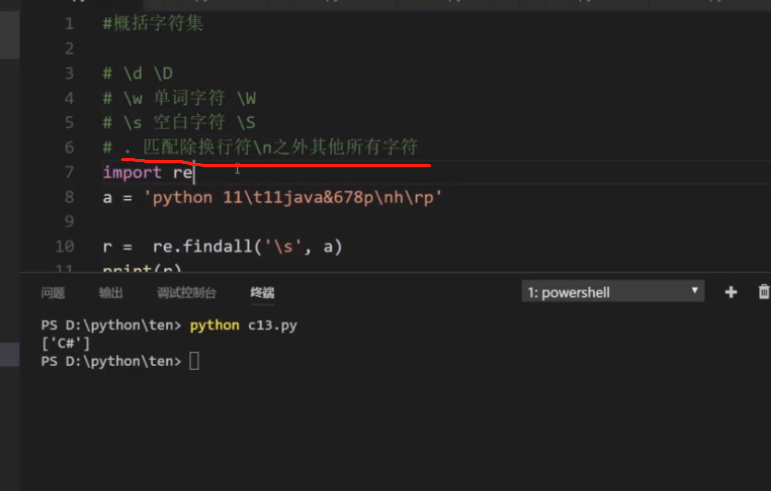 1 #概括字符集
2
3 # \d \D
4 # \w 单词字符 \W
5 # \s 空白字符 \S
6 # . 匹配除换行符\n之外其他所有字符
7 import re
8 a = 'python 11\t11java&678p\nh\rp'
9
10 r =  re.findall('\s', a)
11 print(r)
问题 输出 调试控制台 终端 1: powershell
PS D:\python\ten> python c13.py
['C#']
PS D:\python\ten>